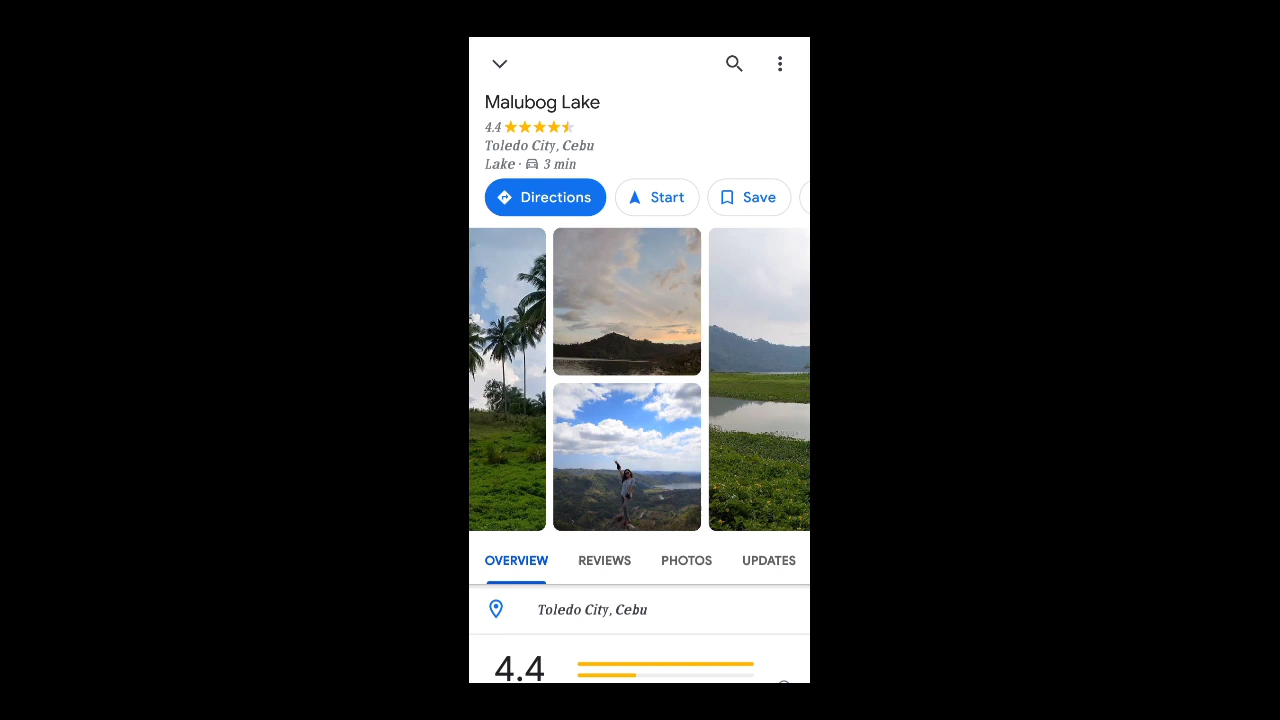 Malubog Lake
4.4
Toledo City, Cebu
Lake · 3 min
Directions Start Save
OVERVIEW REVIEWS PHOTOS UPDATES
Toledo City, Cebu
4.4